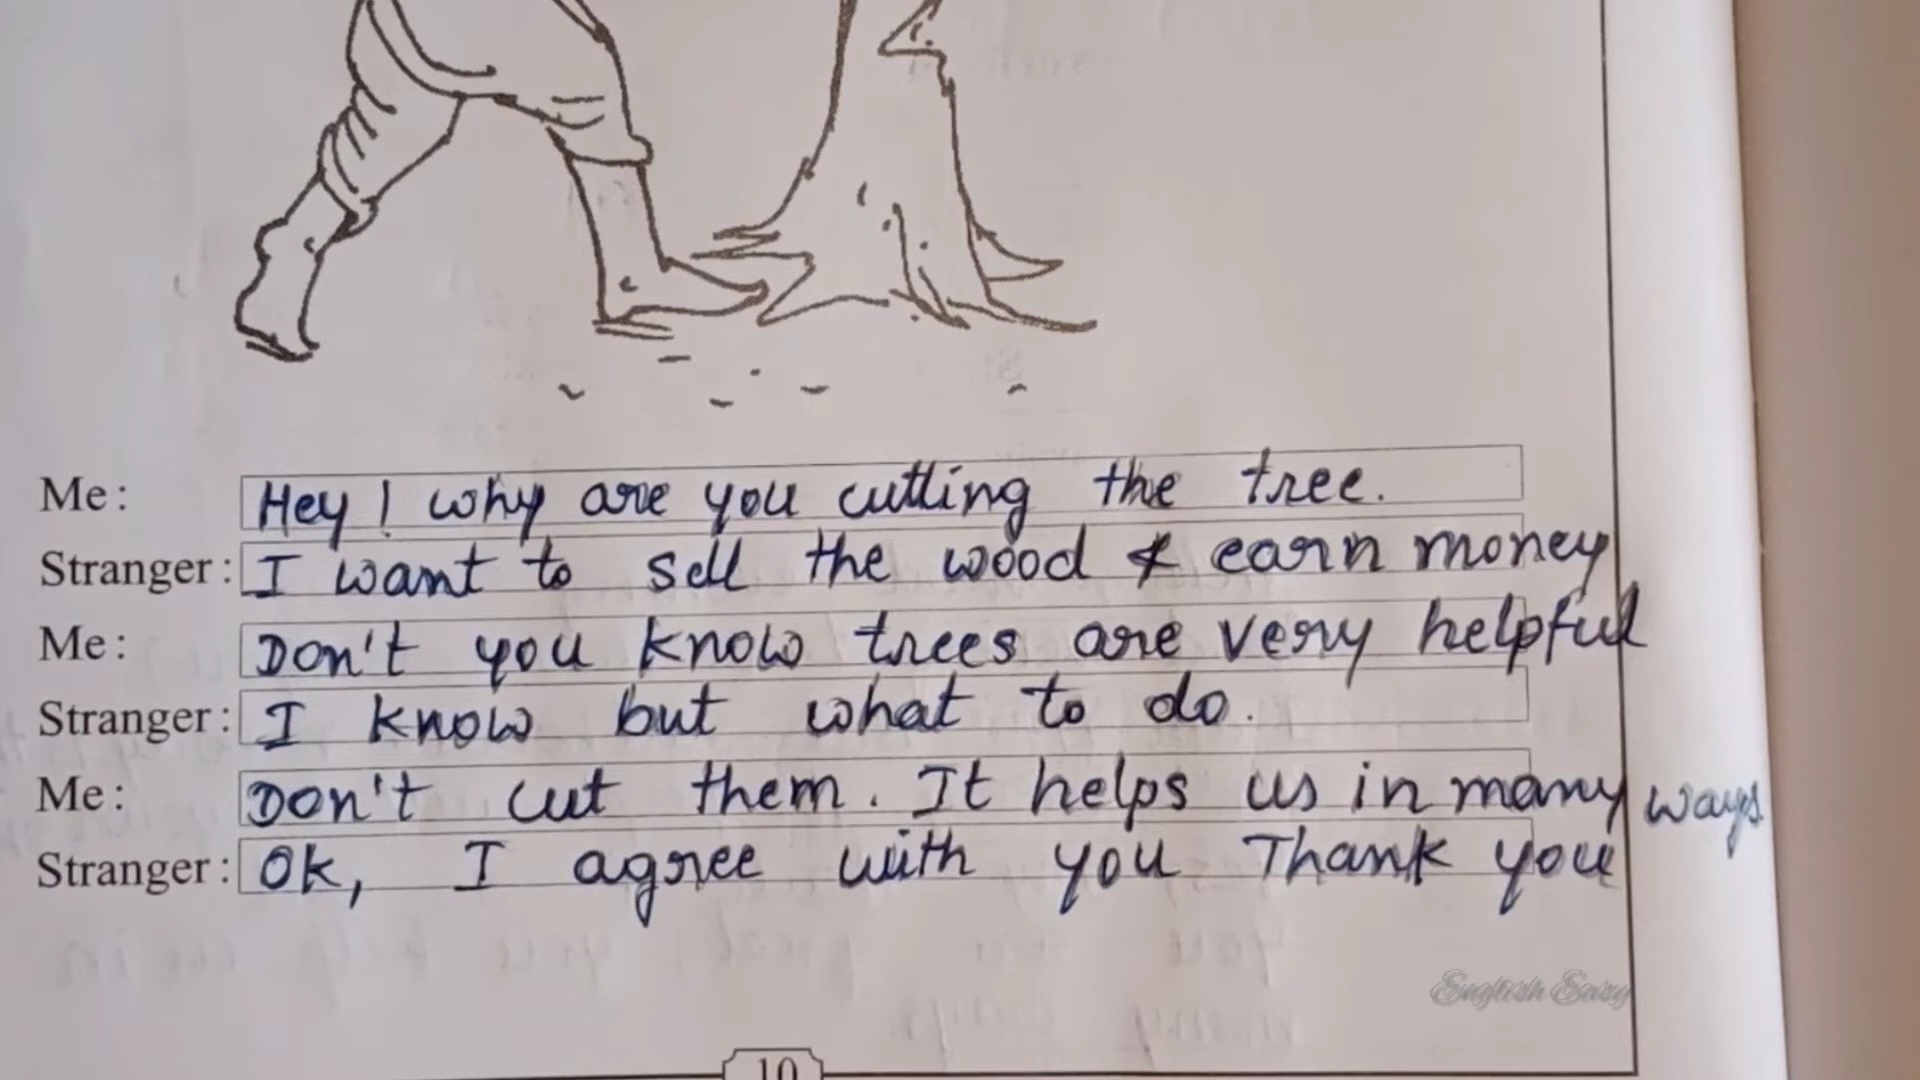 Me: Hey! why are you cutting the tree.
Stranger: I want to sell the wood & earn money
Me: Don't you know trees are very helpful
Stranger: I know but what to do.
Me: Don't cut them. It helps us in many ways.
Stranger: Ok, I agree with you Thank you
English Easy
10